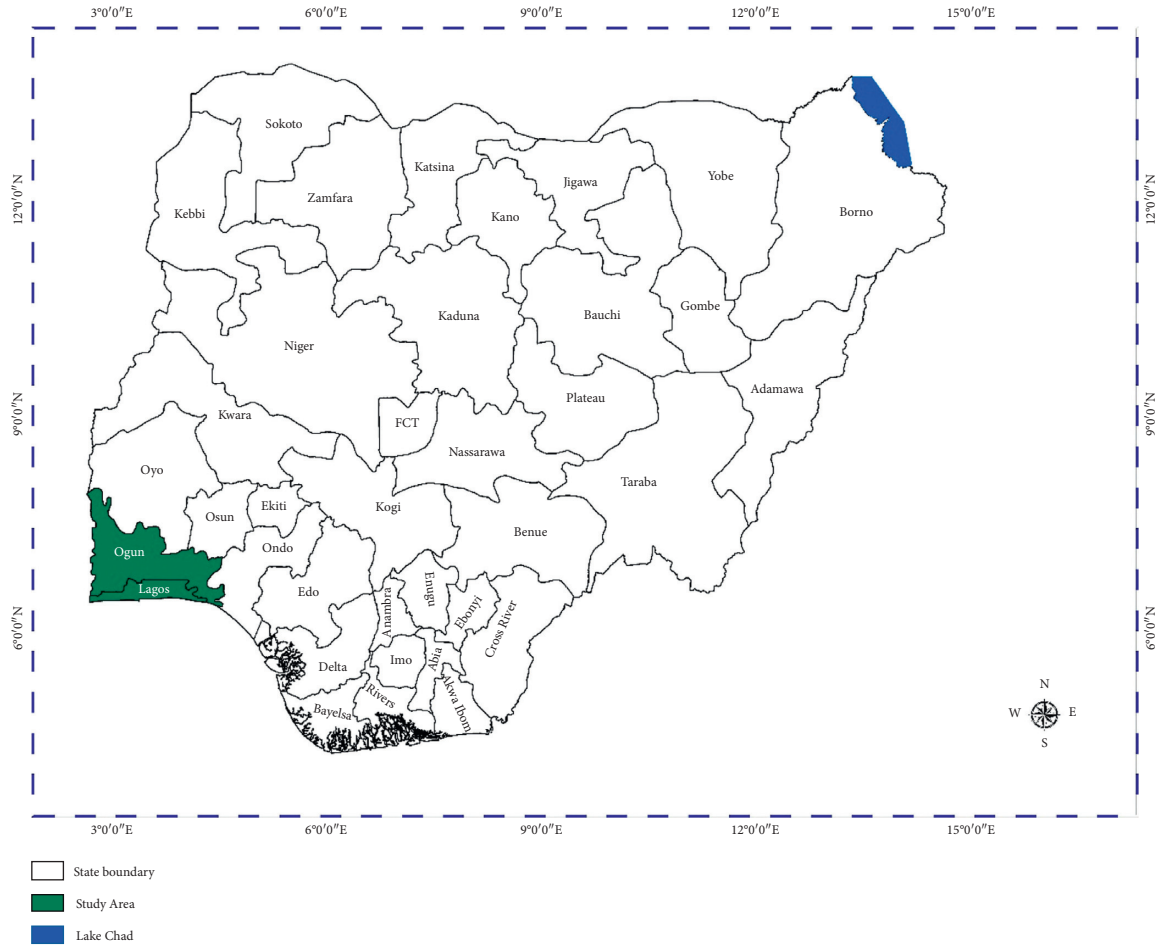 3°0′0″E
6°0′0″E
9°0′0″E
12°0′0″E
15°0′0″E
12°0′0″N
12°0′0″N
9°0′0″N
9°0′0″N
6°0′0″N
6°0′0″N
Sokoto
Katsina
Jigawa
Yobe
Zamfara
Kebbi
Kano
Borno
Kaduna
Bauchi
Gombe
Niger
Adamawa
Plateau
Kwara
FCT
Nassarawa
Oyo
Taraba
Osun
Ekiti
Kogi
Benue
Ogun
Ondo
Lagos
Edo
Anambra
Enugu
Ebonyi
Cross River
Delta
Imo
Abia
Bayelsa
Rivers
Akwa Ibom
N
W
E
S
3°0′0″E
6°0′0″E
9°0′0″E
12°0′0″E
15°0′0″E
State boundary
Study Area
Lake Chad